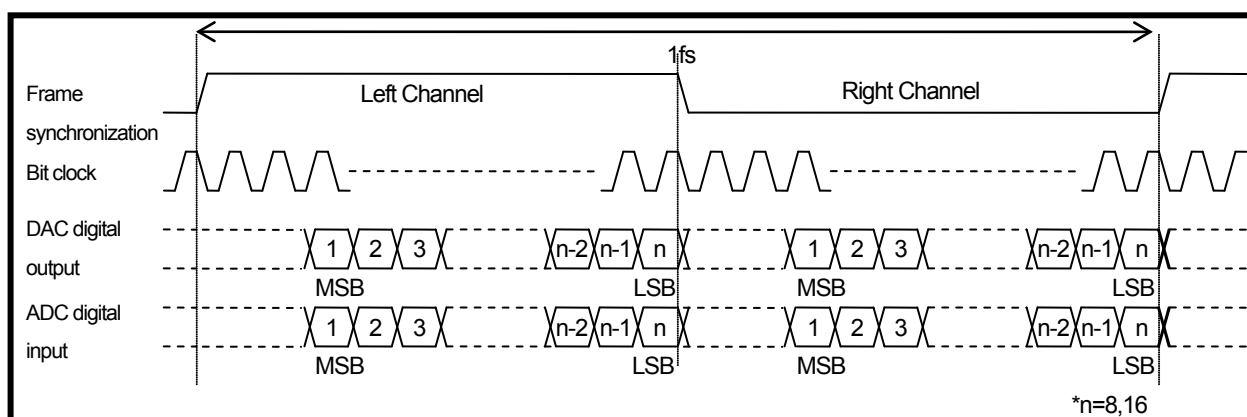 1fs
Frame
synchronization
Left Channel
Right Channel
Bit clock
DAC digital
output
1 2 3 n-2 n-1 n 1 2 3 n-2 n-1 n
MSB LSB MSB LSB
ADC digital
input
1 2 3 n-2 n-1 n 1 2 3 n-2 n-1 n
MSB LSB MSB LSB
*n=8,16